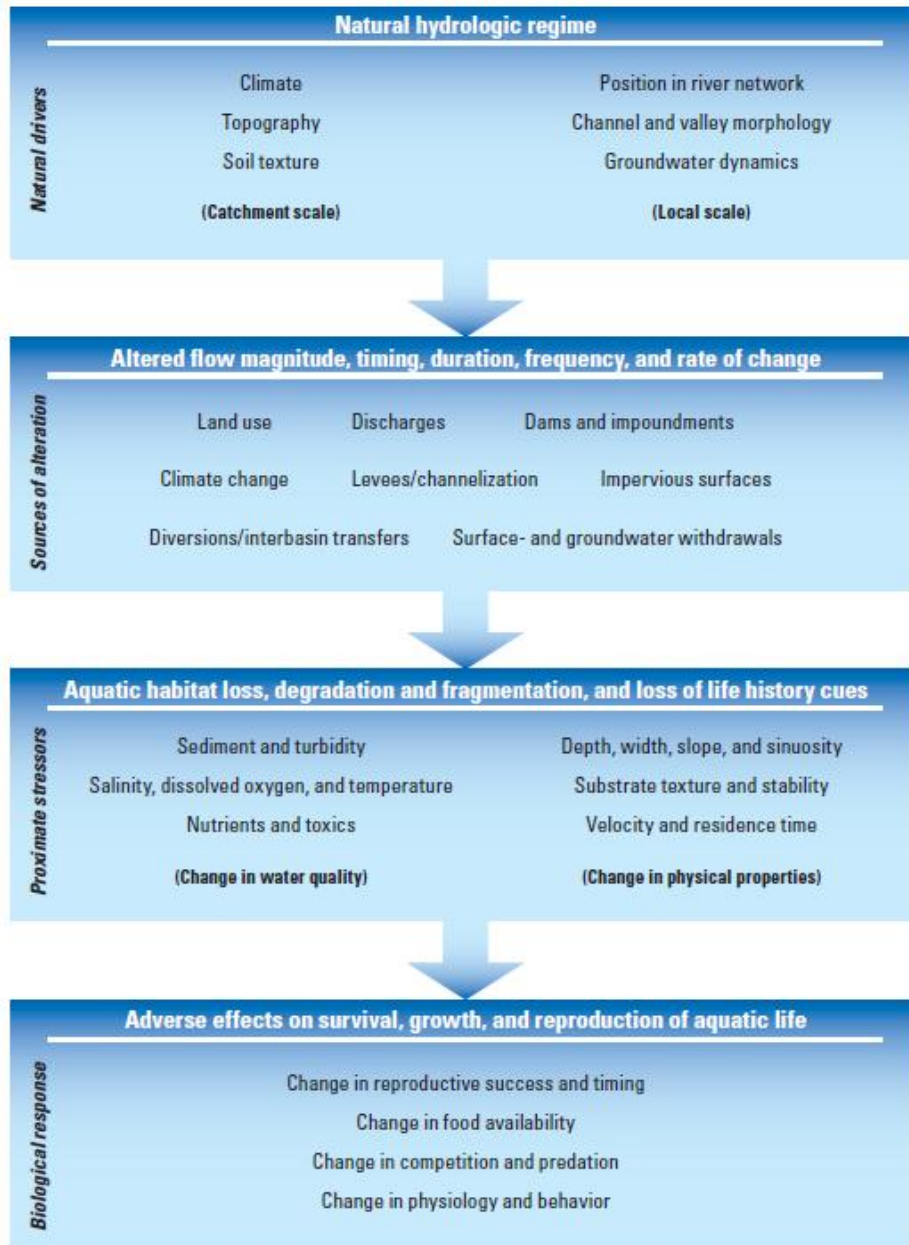 Natural hydrologic regime
Natural drivers
Climate
Position in river network
Topography
Channel and valley morphology
Soil texture
Groundwater dynamics
(Catchment scale)
(Local scale)
Altered flow magnitude, timing, duration, frequency, and rate of change
Sources of alteration
Land use
Discharges
Dams and impoundments
Climate change
Levees/channelization
Impervious surfaces
Diversions/interbasin transfers
Surface- and groundwater withdrawals
Aquatic habitat loss, degradation and fragmentation, and loss of life history cues
Proximate stressors
Sediment and turbidity
Depth, width, slope, and sinuosity
Salinity, dissolved oxygen, and temperature
Substrate texture and stability
Nutrients and toxics
Velocity and residence time
(Change in water quality)
(Change in physical properties)
Adverse effects on survival, growth, and reproduction of aquatic life
Biological response
Change in reproductive success and timing
Change in food availability
Change in competition and predation
Change in physiology and behavior